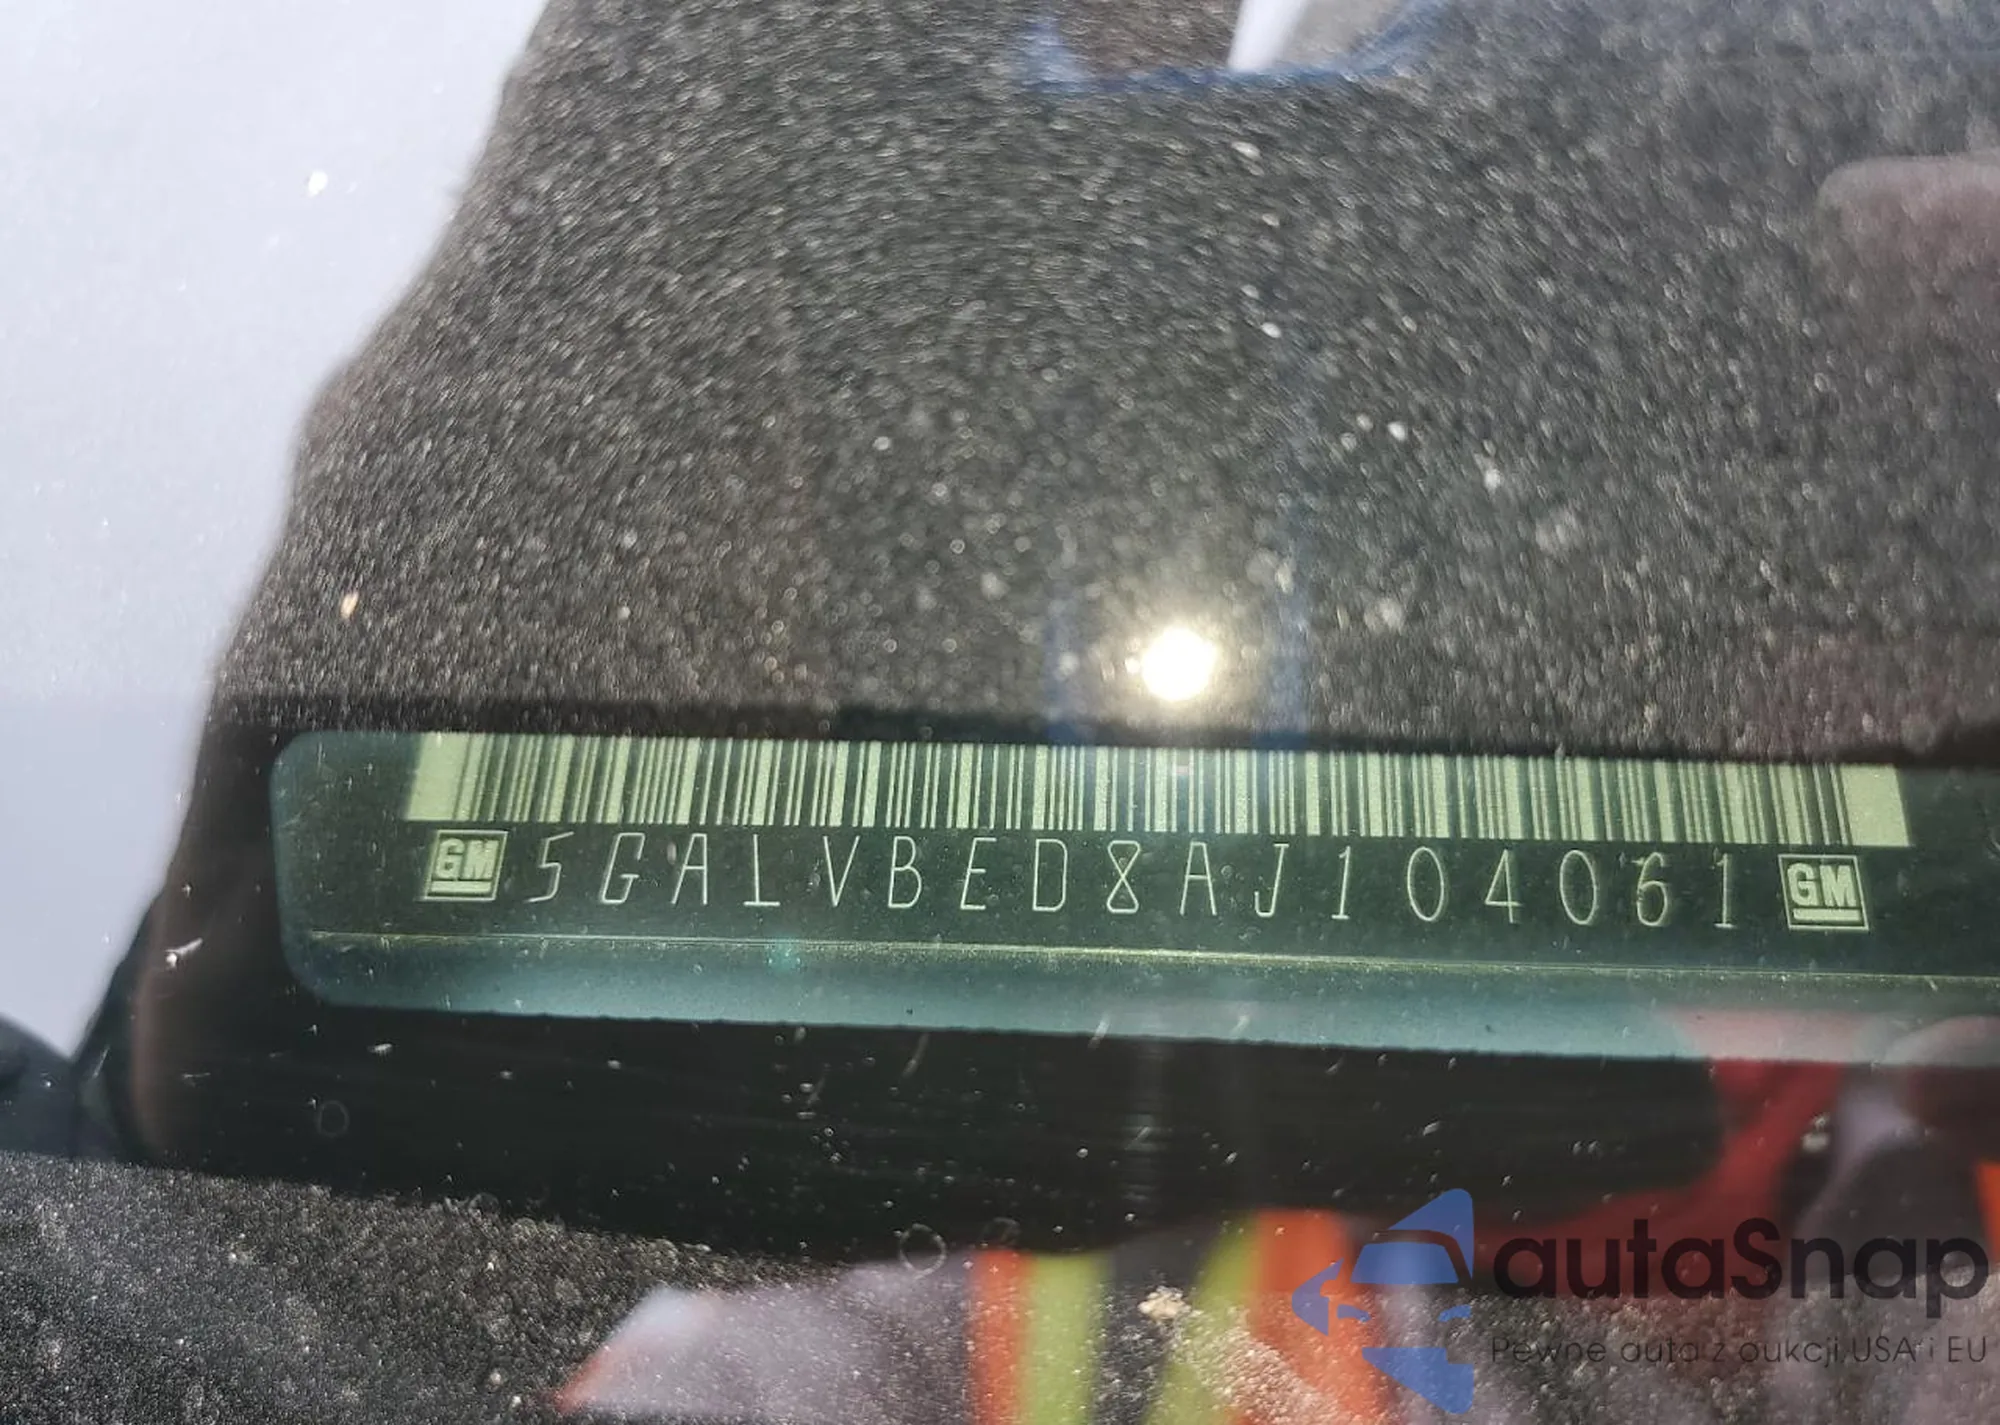 GM 5GALVBED8AJ104061 GM
autaSnap
Pewne auta z aukcji USA i EU